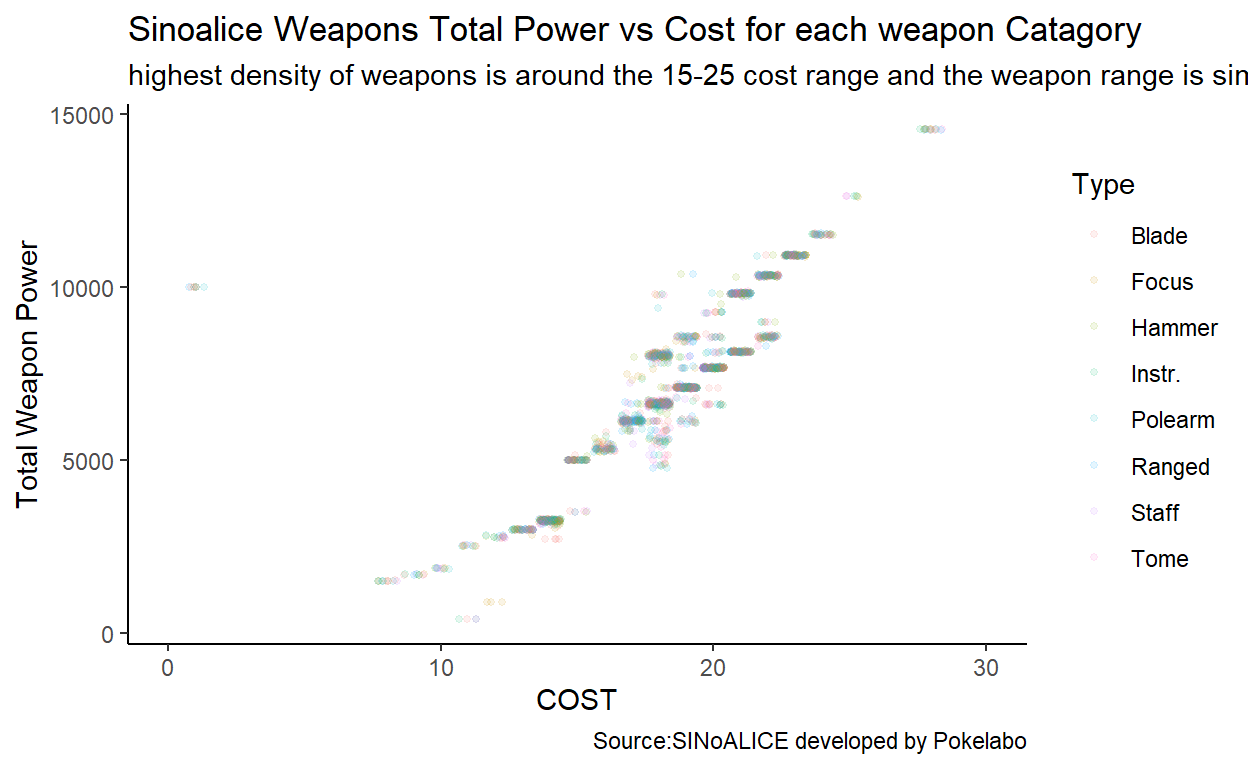 Sinoalice Weapons Total Power vs Cost for each weapon Catagory
highest density of weapons is around the 15-25 cost range and the weapon range is sim
15000
10000
5000
0
Total Weapon Power
0 10 20 30
COST
Type
Blade
Focus
Hammer
Instr.
Polearm
Ranged
Staff
Tome
Source:SINoALICE developed by Pokelabo